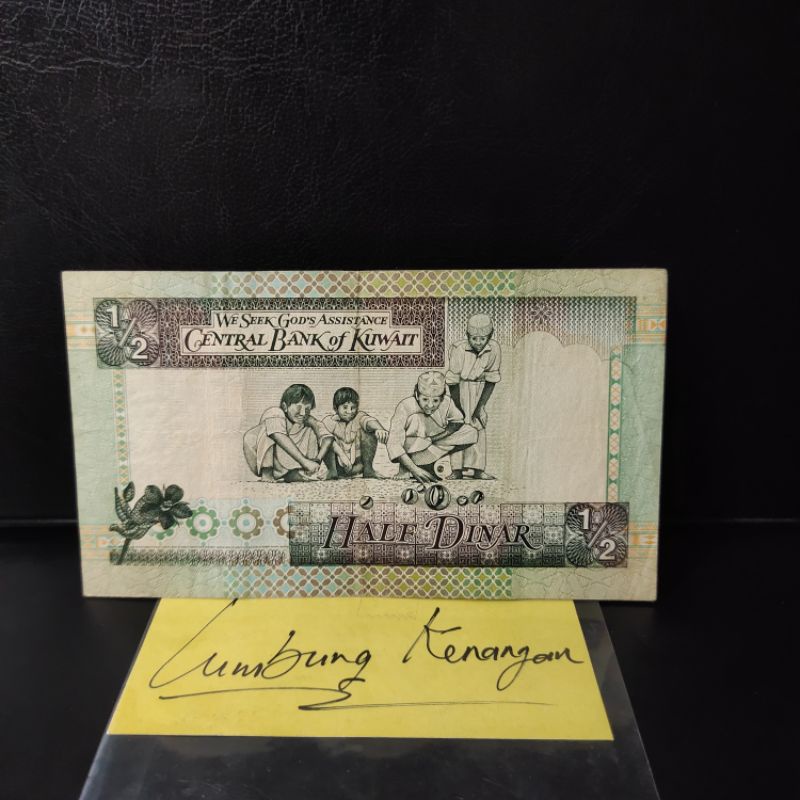 1/2
WE SEEK GOD'S ASSISTANCE
CENTRAL BANK of KUWAIT
HALF DINAR
1/2
Lumbung Kenangan